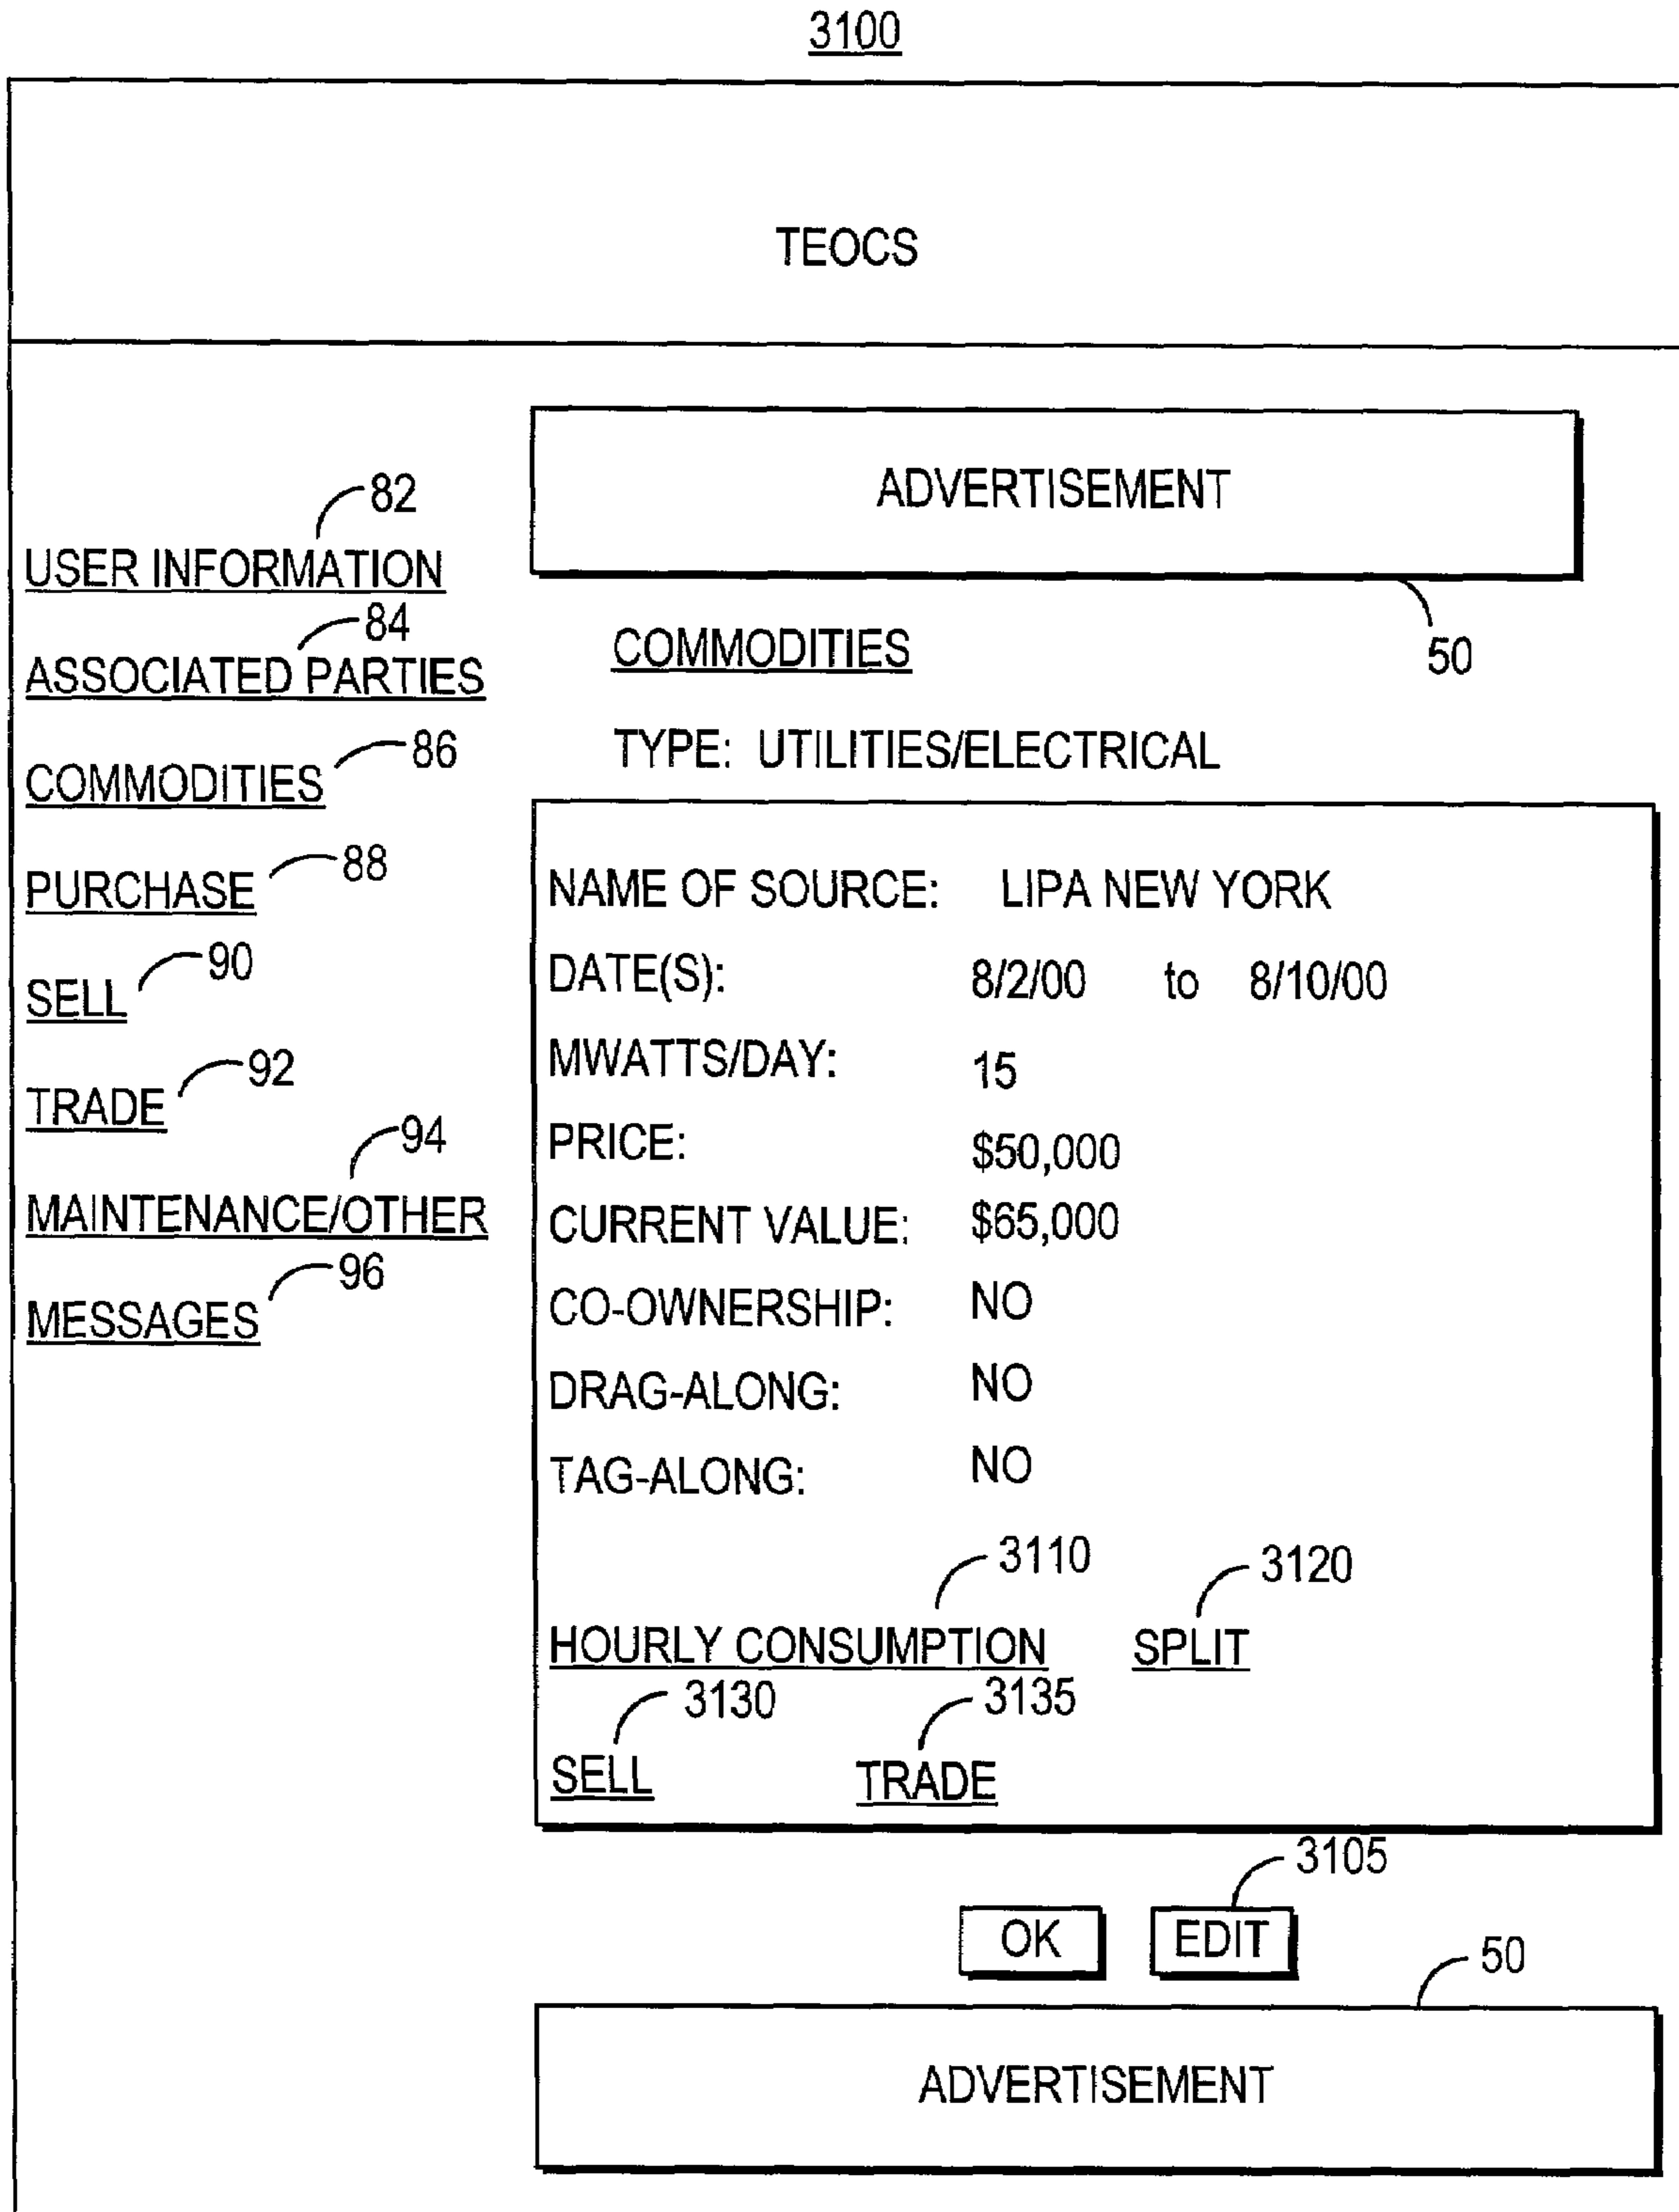 3100
TEOCS
82
USER INFORMATION
84
ASSOCIATED PARTIES
86
COMMODITIES
88
PURCHASE
90
SELL
92
TRADE
94
MAINTENANCE/OTHER
96
MESSAGES
ADVERTISEMENT
50
COMMODITIES
TYPE: UTILITIES/ELECTRICAL
NAME OF SOURCE: LIPA NEW YORK
DATE(S): 8/2/00 to 8/10/00
MWATTS/DAY: 15
PRICE: $50,000
CURRENT VALUE: $65,000
CO-OWNERSHIP: NO
DRAG-ALONG: NO
TAG-ALONG: NO
3110 3120
HOURLY CONSUMPTION SPLIT
3130 3135
SELL TRADE
3105
OK EDIT
50
ADVERTISEMENT